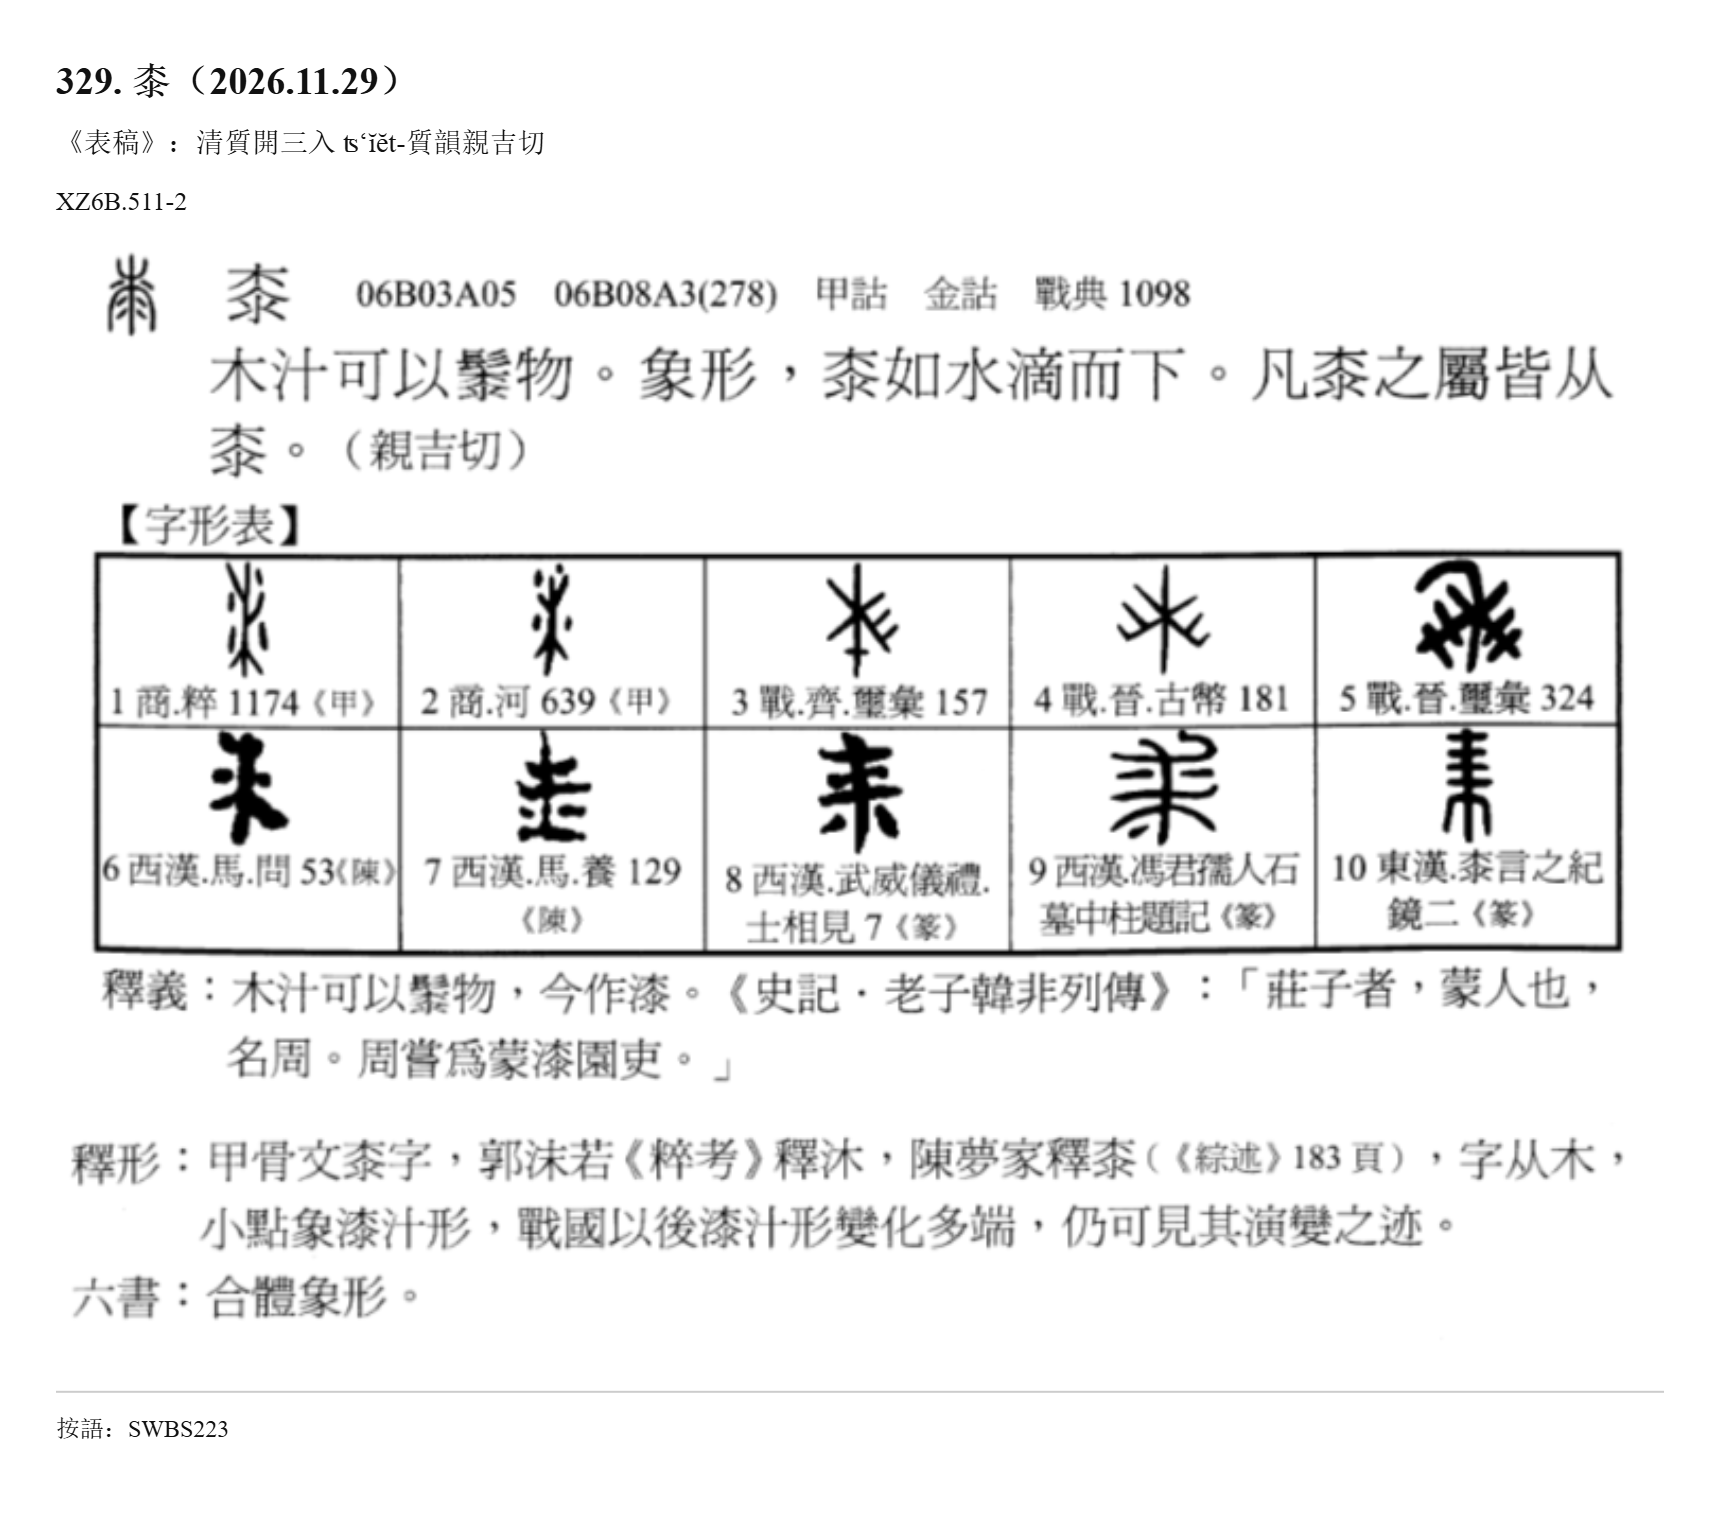 329. 桼（2026.11.29）
《表稿》：清質開三入 ʦ‘ĭĕt-質韻親吉切
XZ6B.511-2
桼 06B03A05 06B08A3(278) 甲詁 金詁 戰典 1098
木汁可以䰍物。象形，桼如水滴而下。凡桼之屬皆从
桼。（親吉切）
【字形表】
1 商.粹 1174《甲》 2 商.河 639《甲》 3 戰.齊.璽彙 157 4 戰.晉.古幣 181 5 戰.晉.璽彙 324
6 西漢.馬.問 53《陳》 7 西漢.馬.養 129 8 西漢.武威儀禮. 9 西漢.馮君孺人石 10 東漢.桼言之紀
《陳》 士相見 7《篆》 墓中柱題記《篆》 鏡二《篆》
釋義：木汁可以䰍物，今作漆。《史記·老子韓非列傳》：「莊子者，蒙人也，
名周。周嘗爲蒙漆園吏。」
釋形：甲骨文桼字，郭沫若《粹考》釋沐，陳夢家釋桼（《綜述》183 頁），字从木，
小點象漆汁形，戰國以後漆汁形變化多端，仍可見其演變之迹。
六書：合體象形。
按語：SWBS223